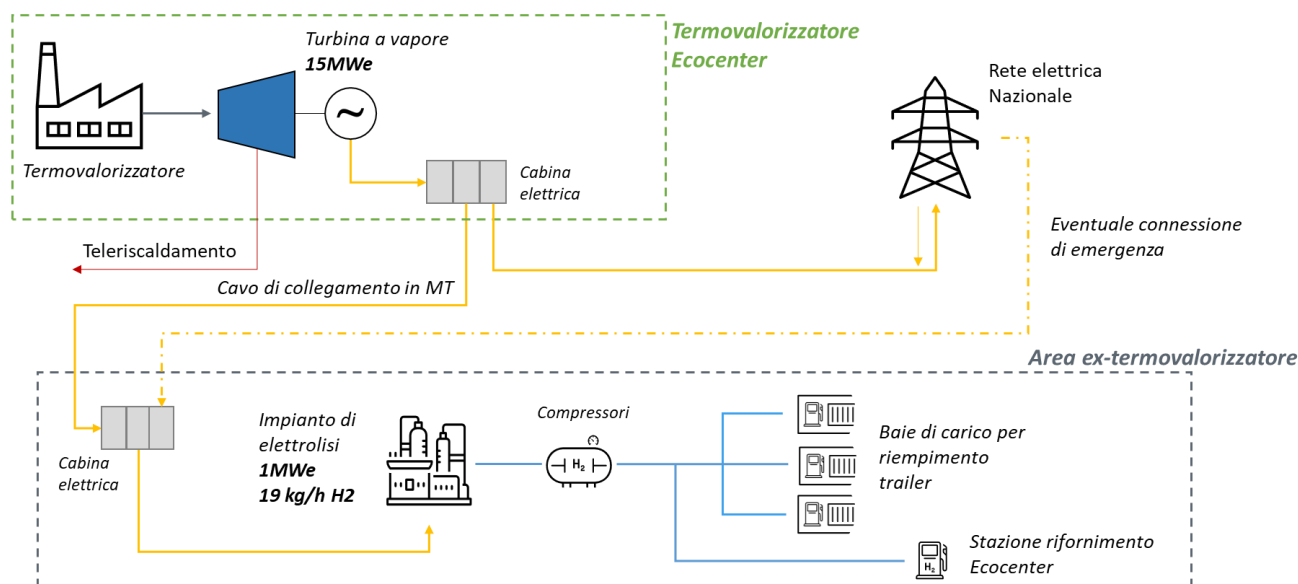 Termovalorizzatore
Ecocenter
Turbina a vapore
15MWe
Rete elettrica
Nazionale
Termovalorizzatore
Cabina
elettrica
Teleriscaldamento
Eventuale connessione
di emergenza
Cavo di collegamento in MT
Area ex-termovalorizzatore
Impianto di
elettrolisi
1MWe
19 kg/h H2
Compressori
H2
Baie di carico per
riempimento
trailer
Cabina
elettrica
Stazione rifornimento
Ecocenter
H2